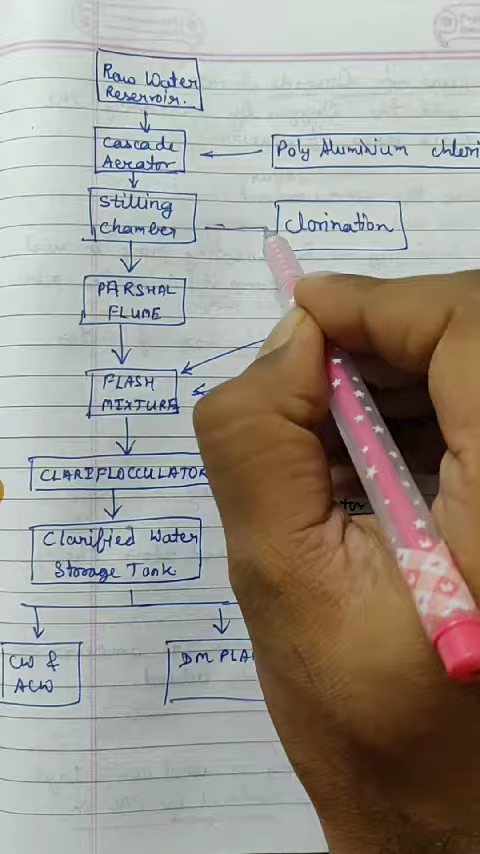 Raw Water
Reservoir.
Cascade
Aerator
Poly Aluminium chlori
Stilling
Chamber
Clorination
PARSHAL
FLUME
FLASH
MIXTURE
CLARIFLOCCULATOR
Clarified Water
Storage Tank
CW &
ACW
DM PLA